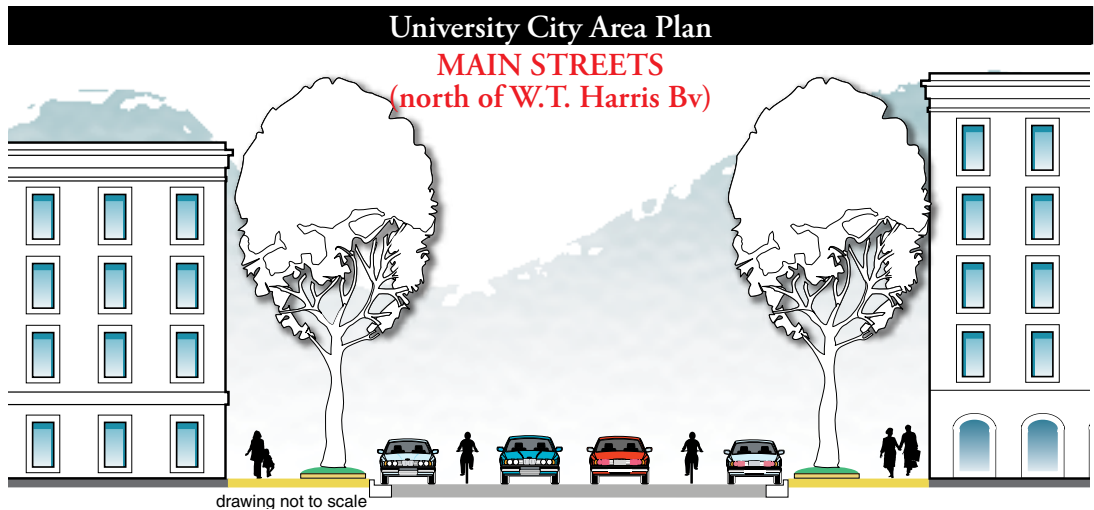 University City Area Plan
MAIN STREETS
(north of W.T. Harris Bv)
drawing not to scale